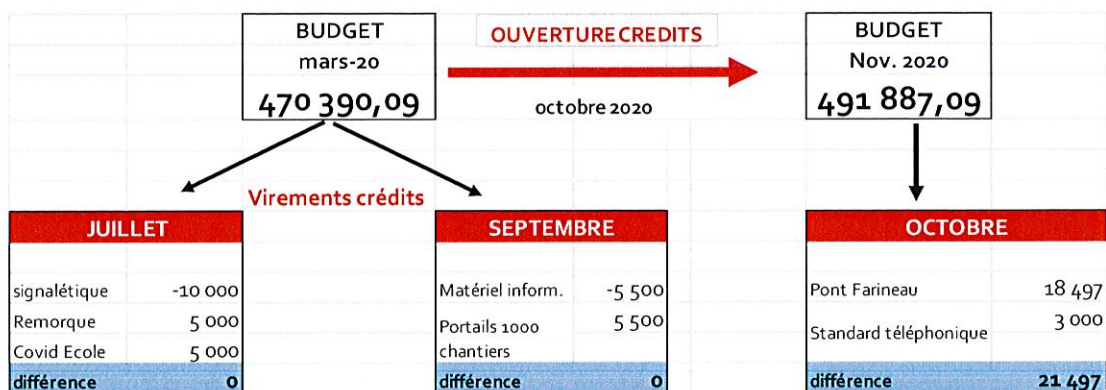 BUDGET
mars-20
470 390,09
OUVERTURE CREDITS
octobre 2020
BUDGET
Nov. 2020
491 887,09
Virements crédits
JUILLET
signalétique -10 000
Remorque 5 000
Covid Ecole 5 000
différence 0
SEPTEMBRE
Matériel inform. -5 500
Portails 1000 5 500
chantiers
différence 0
OCTOBRE
Pont Farineau 18 497
Standard téléphonique 3 000
différence 21 497